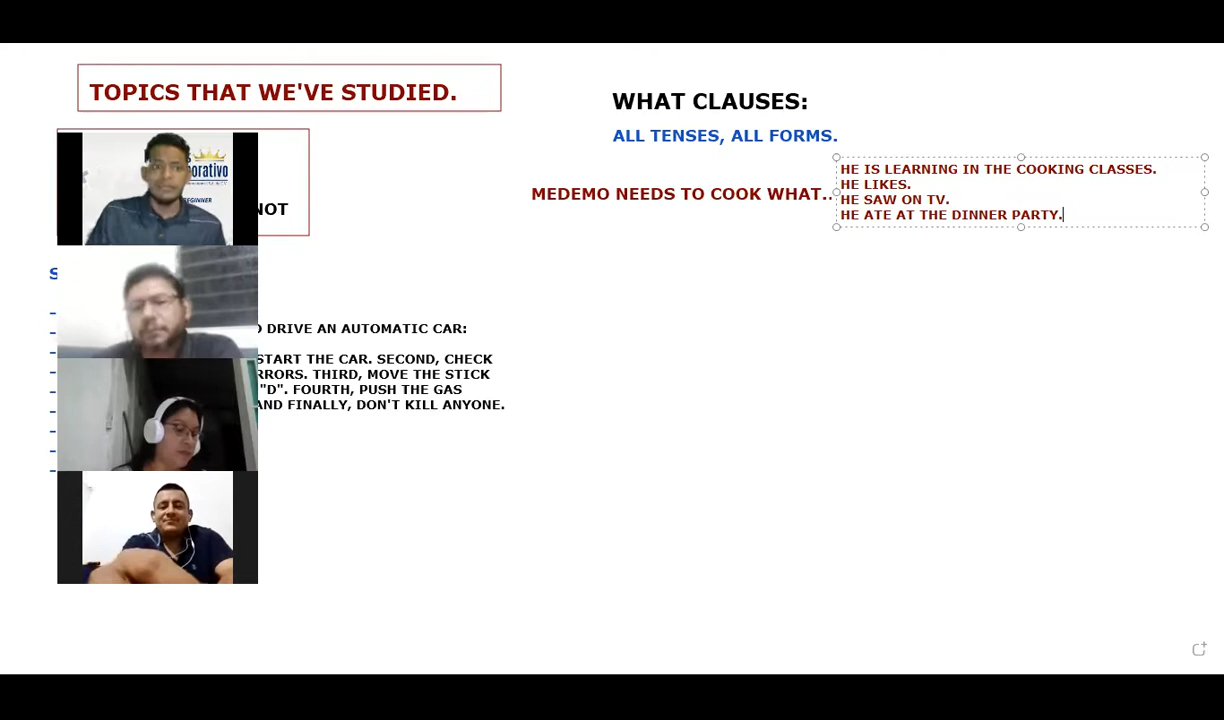 TOPICS THAT WE'VE STUDIED.
NOT
DRIVE AN AUTOMATIC CAR:
START THE CAR. SECOND, CHECK
THIRD, MOVE THE STICK
"D". FOURTH, PUSH THE GAS
AND FINALLY, DON'T KILL ANYONE.
WHAT CLAUSES:
ALL TENSES, ALL FORMS.
MEDEMO NEEDS TO COOK WHAT..
HE IS LEARNING IN THE COOKING CLASSES.
HE LIKES.
HE SAW ON TV.
HE ATE AT THE DINNER PARTY.